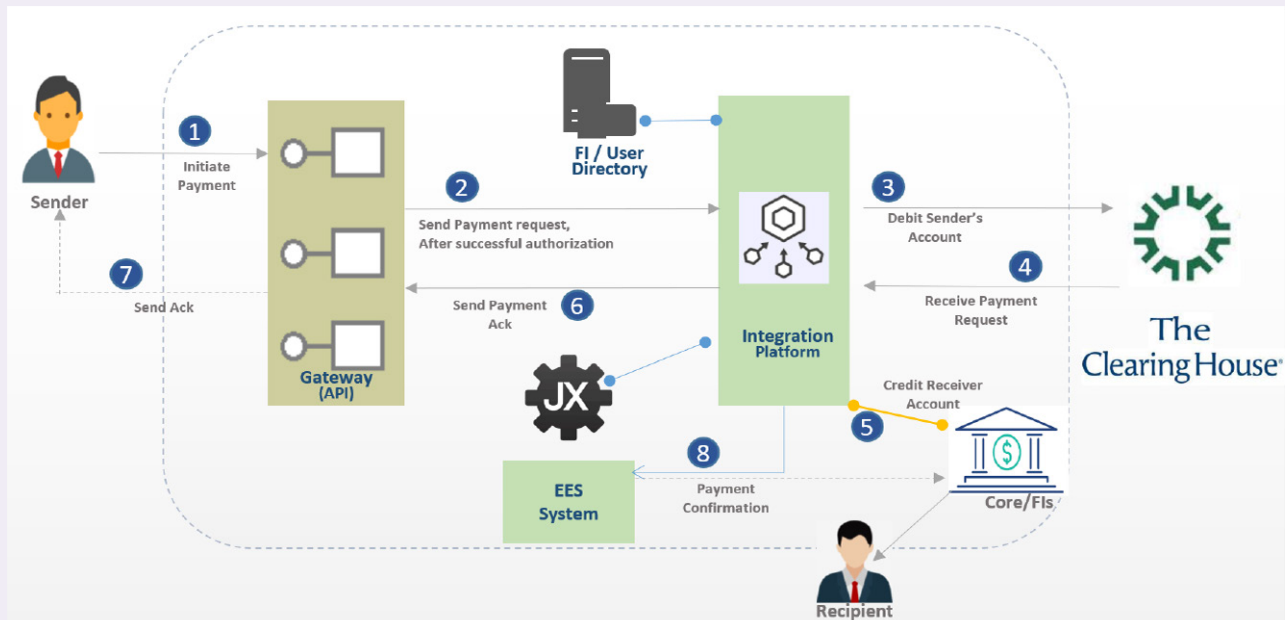 1
Initiate
Payment
Sender
7
Send Ack
Gateway
(API)
2
Send Payment request,
After successful authorization
6
Send Payment
Ack
FI / User
Directory
JX
Integration
Platform
3
Debit Sender's
Account
4
Receive Payment
Request
The
Clearing House®
Credit Receiver
Account
5
$
Core/FIs
8
Payment
Confirmation
EES
System
Recipient